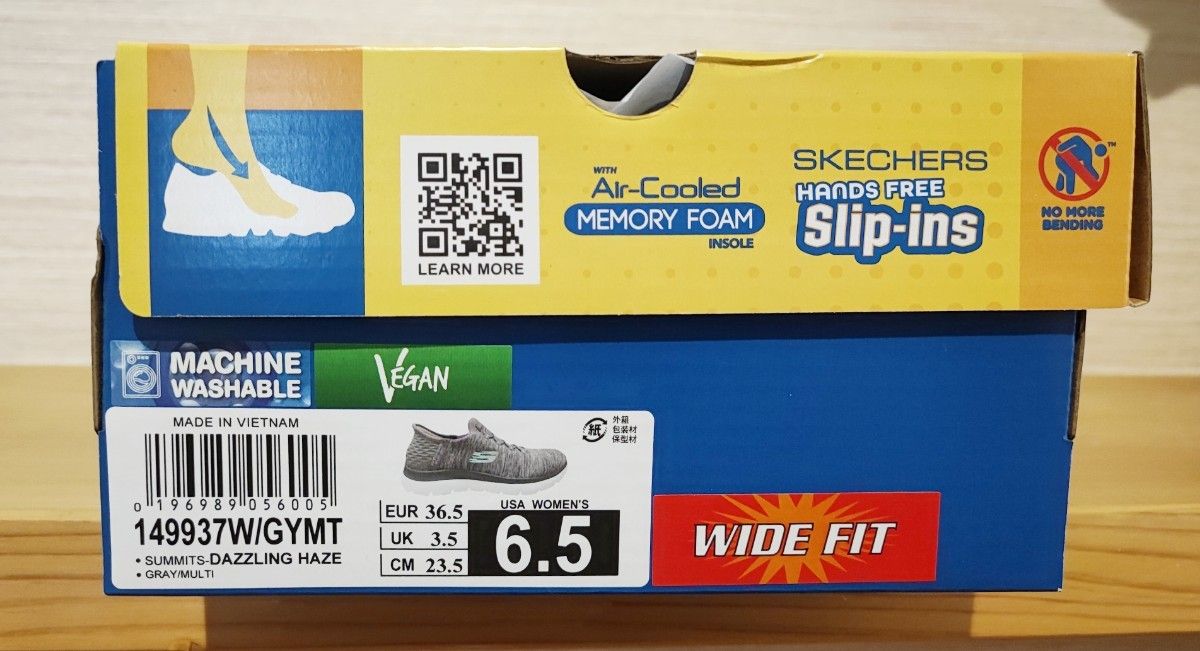 LEARN MORE
WITH
Air-Cooled
MEMORY FOAM
INSOLE
SKECHERS
HANDS FREE
Slip-ins
™
NO MORE
BENDING
MACHINE
WASHABLE
VEGAN
MADE IN VIETNAM
0 196989 056005
149937W/GYMT
• SUMMITS-DAZZLING HAZE
• GRAY/MULTI
紙
外箱
包装材
保型材
USA WOMEN'S
6.5
EUR 36.5
UK 3.5
CM 23.5
WIDE FIT